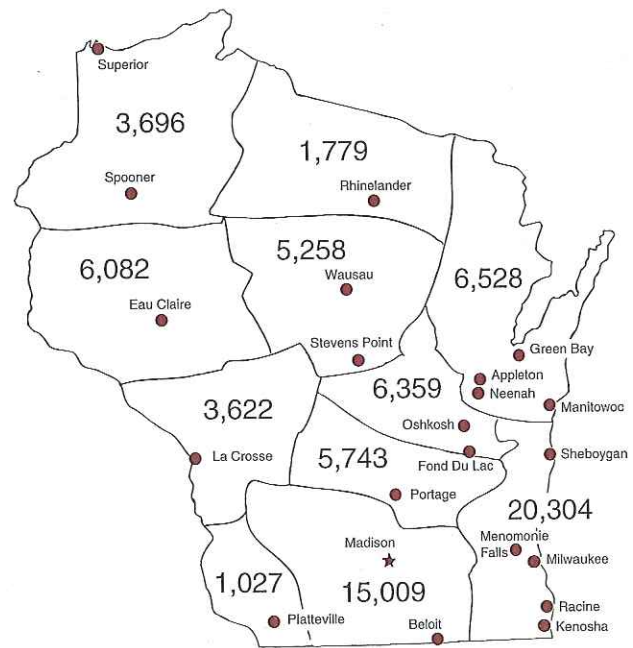 Superior
3,696
1,779
Spooner
Rhinelander
5,258
6,082
6,528
Wausau
Eau Claire
Green Bay
Stevens Point
Appleton
6,359
Neenah
3,622
Manitowoc
Oshkosh
La Crosse
5,743
Fond Du Lac
Sheboygan
Portage
20,304
Menomonie
Falls
Madison
Milwaukee
1,027
15,009
Racine
Platteville
Beloit
Kenosha